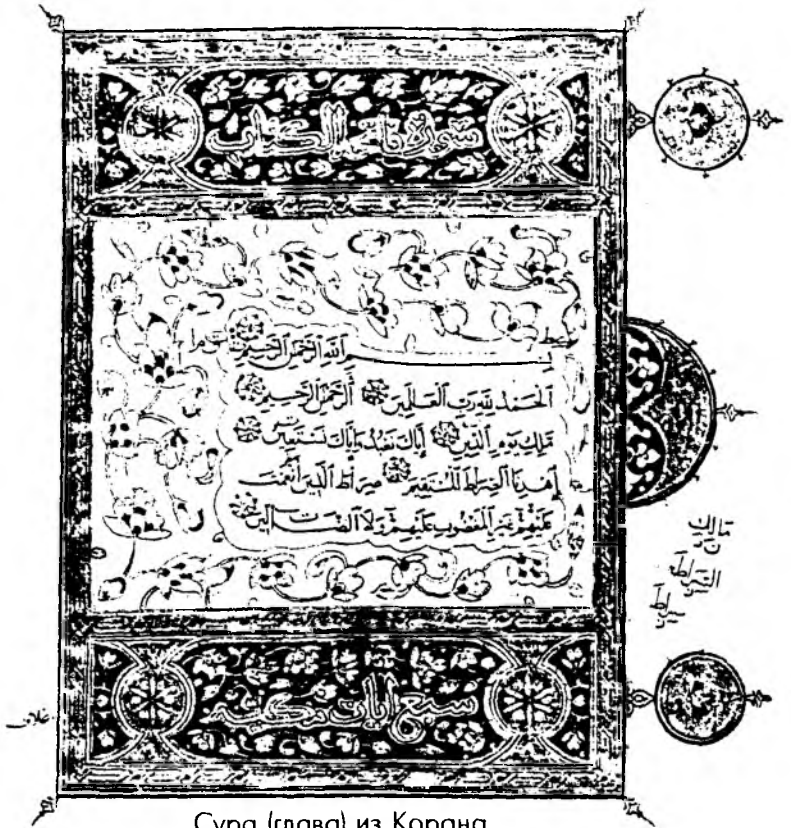 سورة فاتحة الكتاب
بسم الله الرحمن الرحيم
الحمد لله رب العالمين الرحمن الرحيم
ملك يوم الدين إياك نعبد وإياك نستعين
اهدنا الصراط المستقيم صراط الذين أنعمت
عليهم غير المغضوب عليهم ولا الضالين
سبع آيات مكية
Сура (глава) из Корана